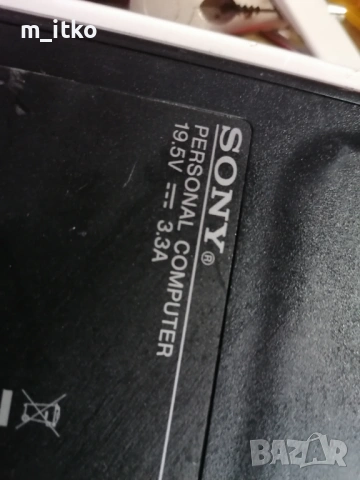 m_itko
SONY®
PERSONAL COMPUTER
19.5V ⎓ 3.3A
BAZAR